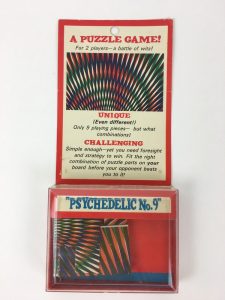 A PUZZLE GAME!
For 2 players—a battle of wits!
UNIQUE
(Even different!)
Only 5 playing pieces— but what
combinations!
CHALLENGING
Simple enough—yet you need foresight
and strategy to win. Fit the right
combination of puzzle parts on your
board before your opponent beats
you to it!
"PSYCHEDELIC No. 9"